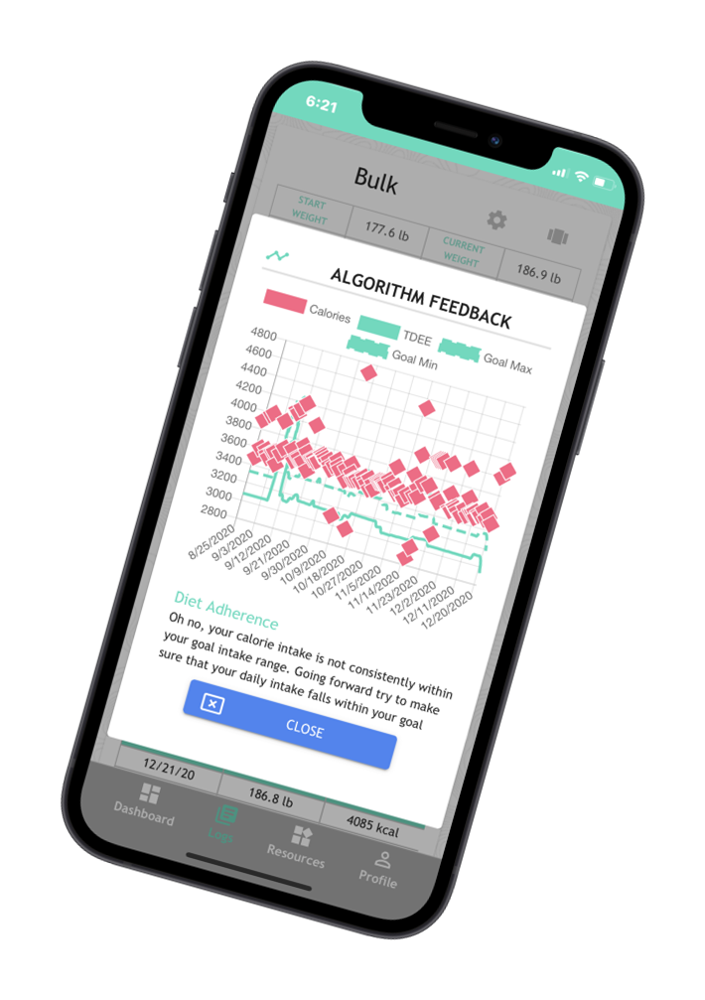 6:21
Bulk
START WEIGHT
177.6 lb
CURRENT WEIGHT
186.9 lb
ALGORITHM FEEDBACK
Calories
TDEE
Goal Max
Goal Min
4800
4600
4400
4200
4000
3800
3600
3400
3200
3000
2800
8/25/2020
9/3/2020
9/12/2020
9/21/2020
9/30/2020
10/9/2020
10/18/2020
10/27/2020
11/5/2020
11/14/2020
11/23/2020
12/2/2020
12/11/2020
12/20/2020
Diet Adherence
Oh no, your calorie intake is not consistently within
your goal intake range. Going forward try to make
sure that your daily intake falls within your goal
CLOSE
12/21/20
186.8 lb
4085 kcal
Dashboard
Logs
Resources
Profile